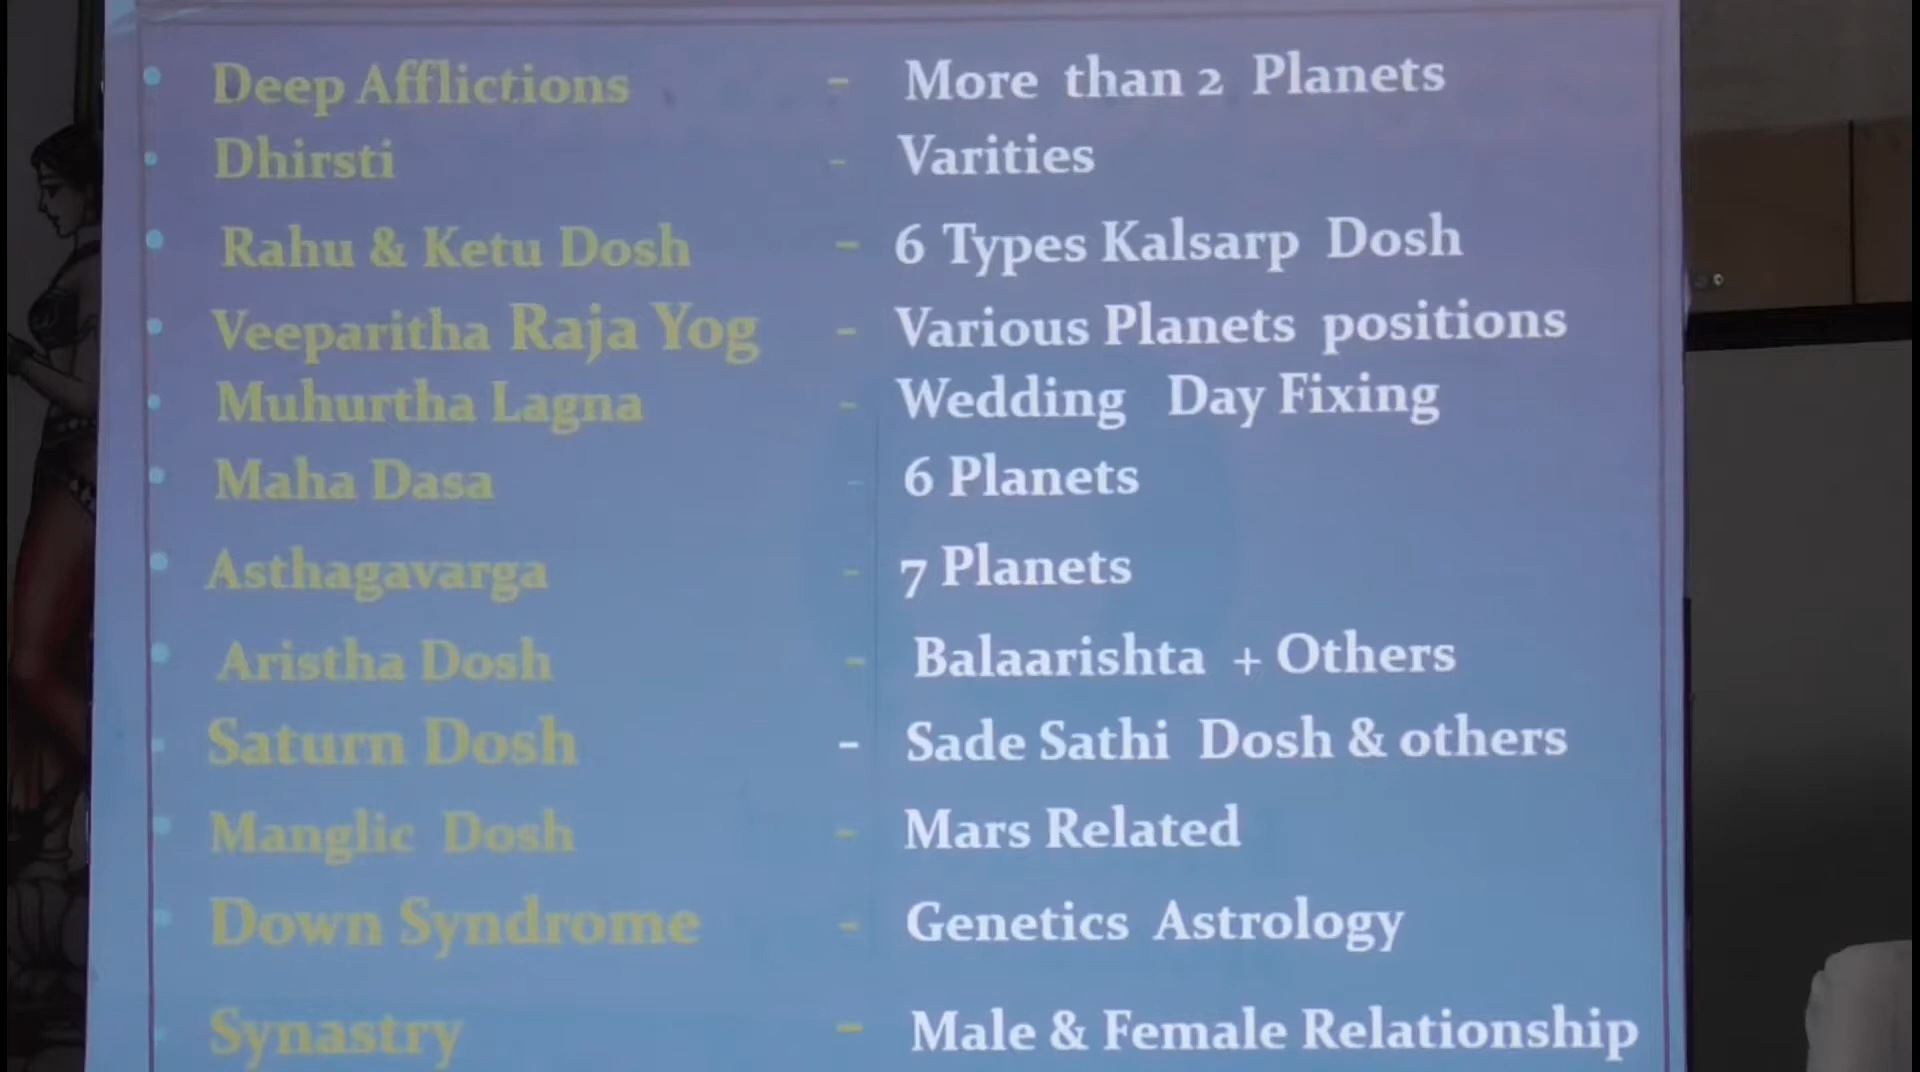 • Deep Afflictions - More than 2 Planets
• Dhirsti - Varities
• Rahu & Ketu Dosh - 6 Types Kalsarp Dosh
• Veeparitha Raja Yog - Various Planets positions
• Muhurtha Lagna - Wedding Day Fixing
• Maha Dasa - 6 Planets
• Asthagavarga - 7 Planets
• Aristha Dosh - Balaarishta + Others
• Saturn Dosh - Sade Sathi Dosh & others
• Manglic Dosh - Mars Related
• Down Syndrome - Genetics Astrology
• Synastry - Male & Female Relationship